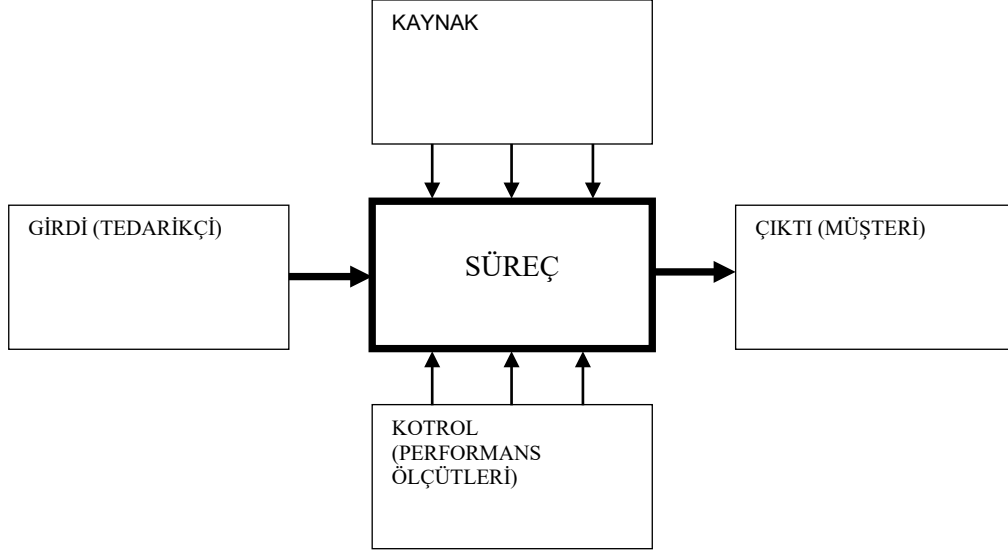 KAYNAK
GİRDİ (TEDARİKÇİ)
SÜREÇ
ÇIKTI (MÜŞTERİ)
KOTROL
(PERFORMANS
ÖLÇÜTLERİ)